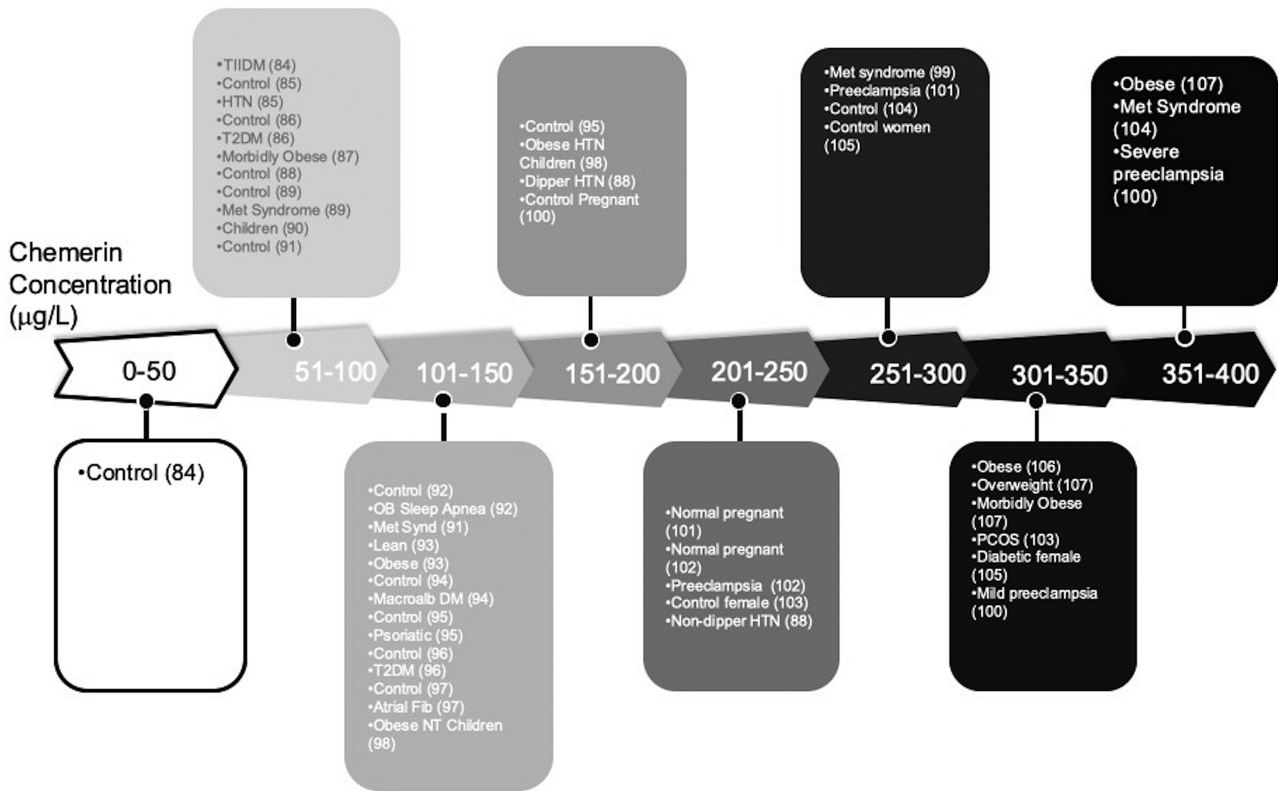 •TIIDM (84)
•Control (85)
•HTN (85)
•Control (86)
•T2DM (86)
•Morbidly Obese (87)
•Control (88)
•Control (89)
•Met Syndrome (89)
•Children (90)
•Control (91)
•Control (95)
•Obese HTN
Children (98)
•Dipper HTN (88)
•Control Pregnant
(100)
•Met syndrome (99)
•Preeclampsia (101)
•Control (104)
•Control women
(105)
•Obese (107)
•Met Syndrome
(104)
•Severe
preeclampsia
(100)
Chemerin
Concentration
(μg/L)
0-50
51-100
101-150
151-200
201-250
251-300
301-350
351-400
•Control (84)
•Control (92)
•OB Sleep Apnea (92)
•Met Synd (91)
•Lean (93)
•Obese (93)
•Control (94)
•Macroalb DM (94)
•Control (95)
•Psoriatic (95)
•Control (96)
•T2DM (96)
•Control (97)
•Atrial Fib (97)
•Obese NT Children
(98)
•Normal pregnant
(101)
•Normal pregnant
(102)
•Preeclampsia (102)
•Control female (103)
•Non-dipper HTN (88)
•Obese (106)
•Overweight (107)
•Morbidly Obese
(107)
•PCOS (103)
•Diabetic female
(105)
•Mild preeclampsia
(100)